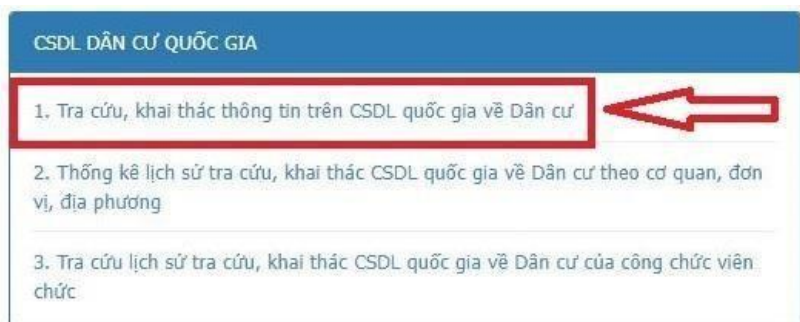 CSDL DÂN CƯ QUỐC GIA
1. Tra cứu, khai thác thông tin trên CSDL quốc gia về Dân cư
2. Thống kê lịch sử tra cứu, khai thác CSDL quốc gia về Dân cư theo cơ quan, đơn
vị, địa phương
3. Tra cứu lịch sử tra cứu, khai thác CSDL quốc gia về Dân cư của công chức viên
chức